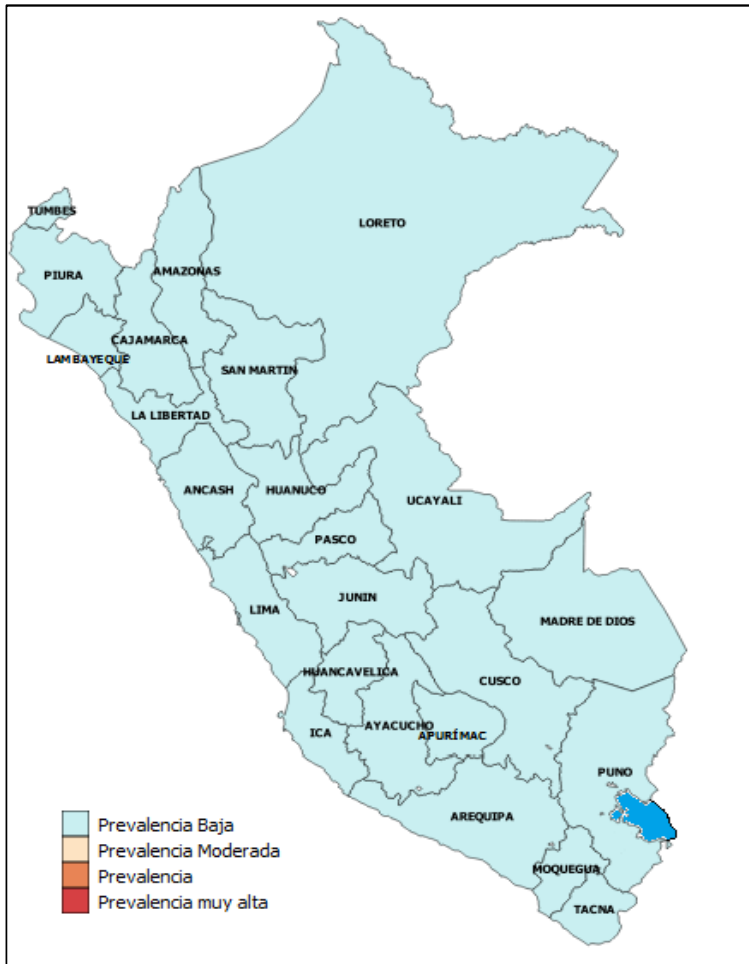 TUMBES
LORETO
PIURA
AMAZONAS
CAJAMARCA
LAMBAYEQUE
SAN MARTIN
LA LIBERTAD
ANCASH
HUANUCO
UCAYALI
PASCO
JUNIN
LIMA
MADRE DE DIOS
HUANCAVELICA
CUSCO
ICA
AYACUCHO
APURÍMAC
PUNO
AREQUIPA
MOQUEGUA
TACNA
Prevalencia Baja
Prevalencia Moderada
Prevalencia
Prevalencia muy alta